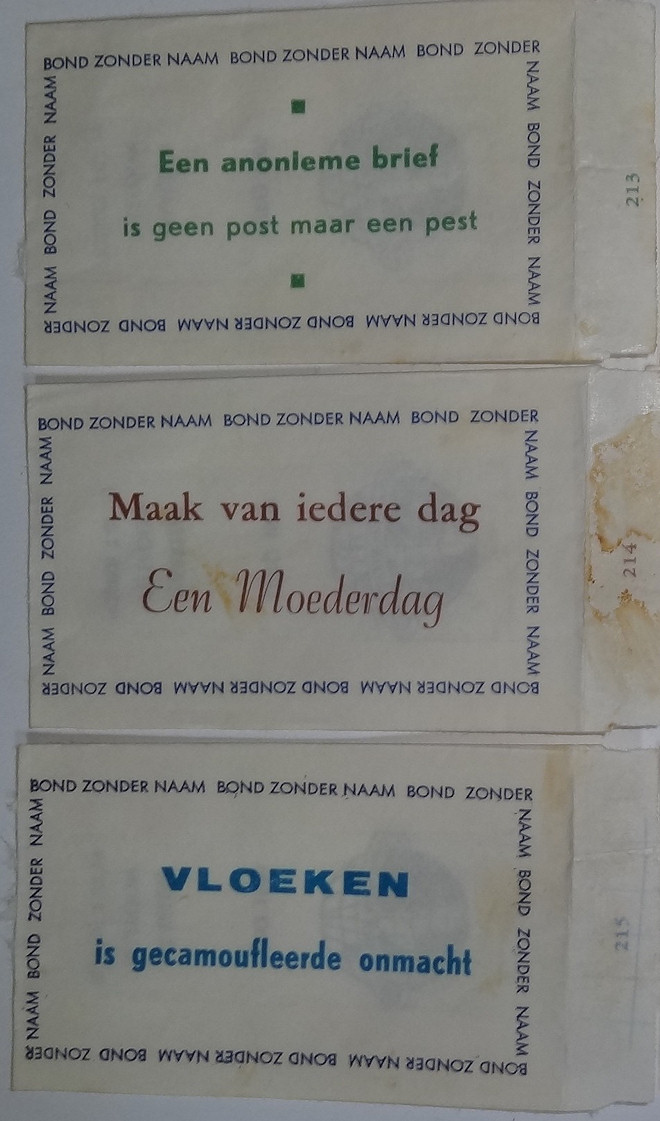 BOND ZONDER NAAM BOND ZONDER NAAM BOND ZONDER
NAAM BOND ZONDER NAAM
Een anonieme brief
is geen post maar een pest
BOND ZONDER NAAM BOND ZONDER NAAM BOND ZONDER
NAAM BOND ZONDER NAAM
213
BOND ZONDER NAAM BOND ZONDER NAAM BOND ZONDER
NAAM BOND ZONDER NAAM
Maak van iedere dag
Een Moederdag
BOND ZONDER NAAM BOND ZONDER NAAM BOND ZONDER
NAAM BOND ZONDER NAAM
214
BOND ZONDER NAAM BOND ZONDER NAAM BOND ZONDER
NAAM BOND ZONDER NAAM
VLOEKEN
is gecamoufleerde onmacht
BOND ZONDER NAAM BOND ZONDER NAAM BOND ZONDER
NAAM BOND ZONDER NAAM
215